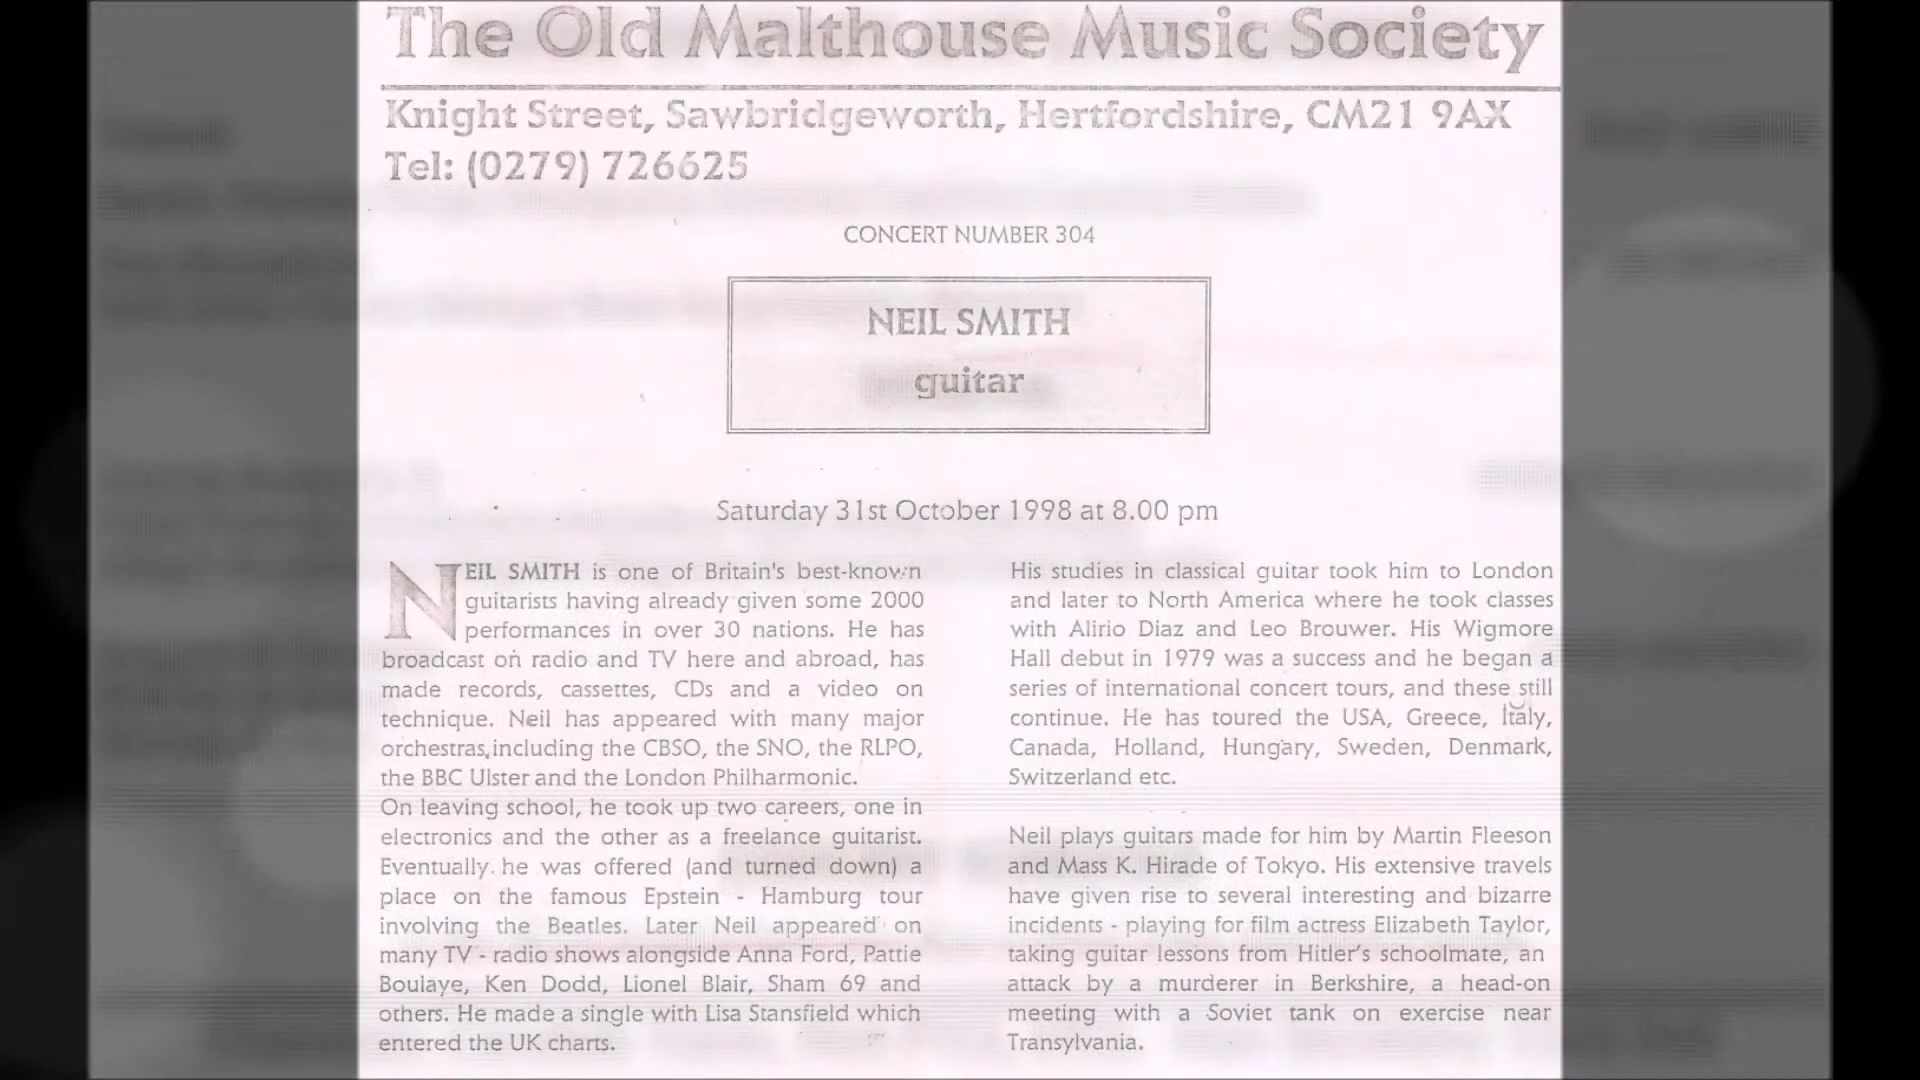 The Old Malthouse Music Society
Knight Street, Sawbridgeworth, Hertfordshire, CM21 9AX
Tel: (0279) 726625
CONCERT NUMBER 304
NEIL SMITH
guitar
Saturday 31st October 1998 at 8.00 pm
NEIL SMITH is one of Britain's best-known
guitarists having already given some 2000
performances in over 30 nations. He has
broadcast on radio and TV here and abroad, has
made records, cassettes, CDs and a video on
technique. Neil has appeared with many major
orchestras,including the CBSO, the SNO, the RLPO,
the BBC Ulster and the London Philharmonic.
On leaving school, he took up two careers, one in
electronics and the other as a freelance guitarist.
Eventually he was offered (and turned down) a
place on the famous Epstein - Hamburg tour
involving the Beatles. Later Neil appeared on
many TV - radio shows alongside Anna Ford, Pattie
Boulaye, Ken Dodd, Lionel Blair, Sham 69 and
others. He made a single with Lisa Stansfield which
entered the UK charts.
His studies in classical guitar took him to London
and later to North America where he took classes
with Alirio Diaz and Leo Brouwer. His Wigmore
Hall debut in 1979 was a success and he began a
series of international concert tours, and these still
continue. He has toured the USA, Greece, Italy,
Canada, Holland, Hungary, Sweden, Denmark,
Switzerland etc.
Neil plays guitars made for him by Martin Fleeson
and Mass K. Hirade of Tokyo. His extensive travels
have given rise to several interesting and bizarre
incidents - playing for film actress Elizabeth Taylor,
taking guitar lessons from Hitler's schoolmate, an
attack by a murderer in Berkshire, a head-on
meeting with a Soviet tank on exercise near
Transylvania.